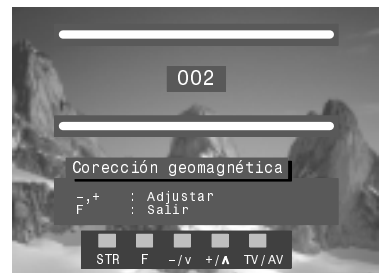 002
Corección geomagnética
-,+ : Adjustar
F : Salir
STR F -/v +/∧ TV/AV